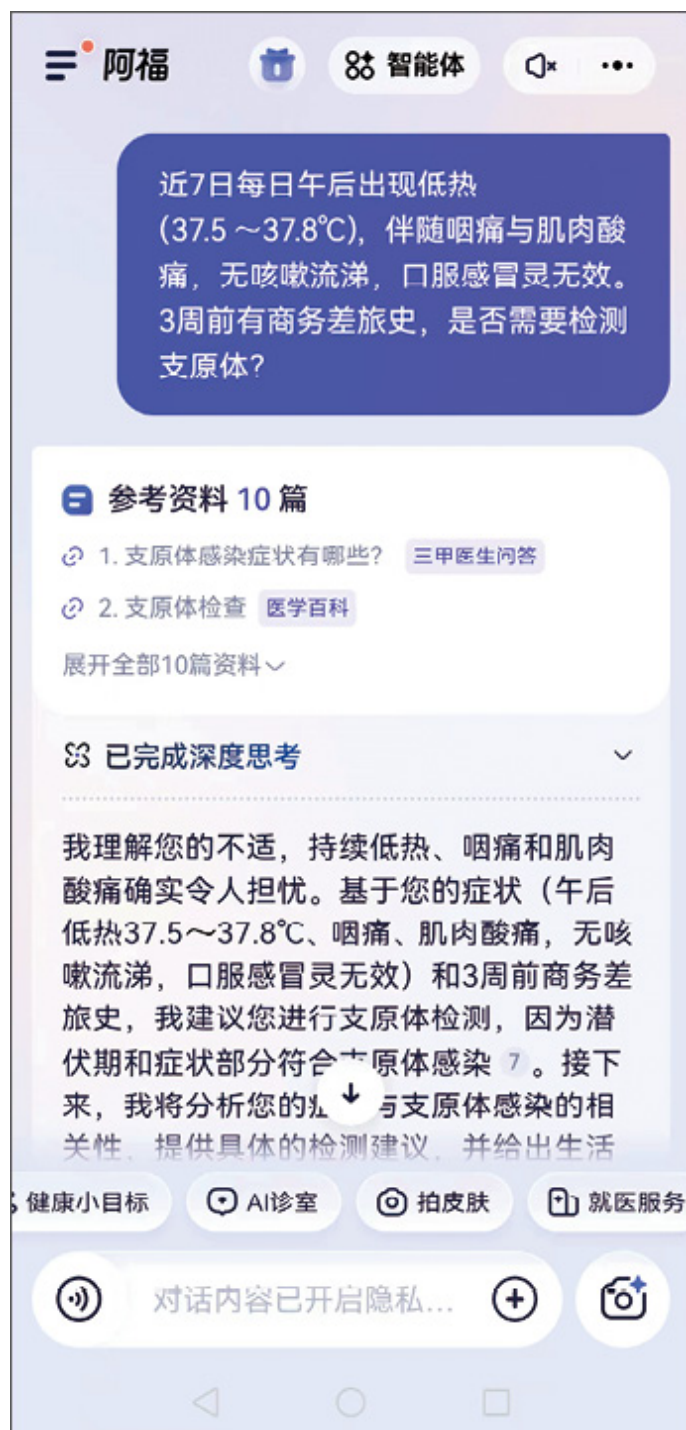 阿福
智能体
近7日每日午后出现低热
(37.5～37.8℃)，伴随咽痛与肌肉酸
痛，无咳嗽流涕，口服感冒灵无效。
3周前有商务差旅史，是否需要检测
支原体?
参考资料 10 篇
1. 支原体感染症状有哪些? 三甲医生问答
2. 支原体检查 医学百科
展开全部10篇资料
已完成深度思考
我理解您的不适，持续低热、咽痛和肌肉
酸痛确实令人担忧。基于您的症状（午后
低热37.5～37.8℃、咽痛、肌肉酸痛，无咳
嗽流涕，口服感冒灵无效）和3周前商务差
旅史，我建议您进行支原体检测，因为潜
伏期和症状部分符合支原体感染 7 。接下
来，我将分析您的与支原体感染的相
关性，提供具体的检测建议，并给出生活
健康小目标 AI诊室 拍皮肤 就医服务
对话内容已开启隐私...